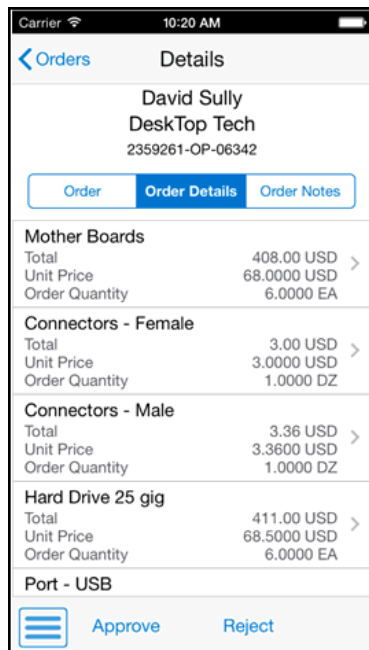 Carrier 10:20 AM
Orders Details
David Sully
DeskTop Tech
2359261-OP-06342
Order Order Details Order Notes
Mother Boards
Total 408.00 USD
Unit Price 68.0000 USD
Order Quantity 6.0000 EA
Connectors - Female
Total 3.00 USD
Unit Price 3.0000 USD
Order Quantity 1.0000 DZ
Connectors - Male
Total 3.36 USD
Unit Price 3.3600 USD
Order Quantity 1.0000 DZ
Hard Drive 25 gig
Total 411.00 USD
Unit Price 68.5000 USD
Order Quantity 6.0000 EA
Port - USB
Approve Reject